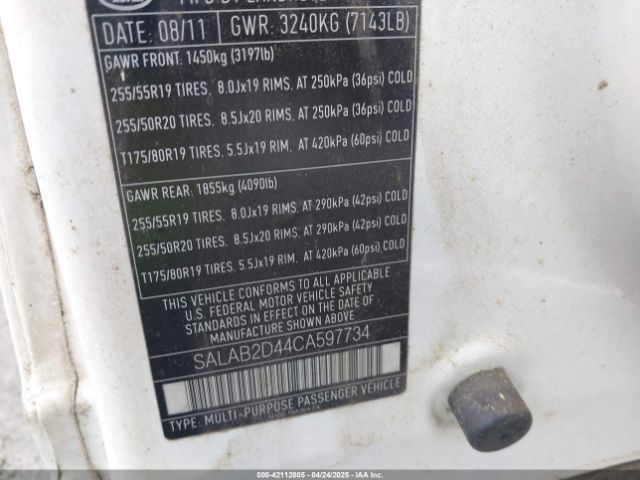 DATE: 08/11 GWR: 3240KG (7143LB)
GAWR FRONT: 1450kg (3197lb)
255/55R19 TIRES. 8.0Jx19 RIMS. AT 250kPa (36psi) COLD
255/50R20 TIRES. 8.5Jx20 RIMS. AT 250kPa (36psi) COLD
T175/80R19 TIRES. 5.5Jx19 RIM. AT 420kPa (60psi) COLD
GAWR REAR: 1855kg (4090lb)
255/55R19 TIRES. 8.0Jx19 RIMS. AT 290kPa (42psi) COLD
255/50R20 TIRES. 8.5Jx20 RIMS. AT 290kPa (42psi) COLD
T175/80R19 TIRES. 5.5Jx19 RIM. AT 420kPa (60psi) COLD
THIS VEHICLE CONFORMS TO ALL APPLICABLE
U.S. FEDERAL MOTOR VEHICLE SAFETY
STANDARDS IN EFFECT ON THE DATE OF
MANUFACTURE SHOWN ABOVE.
SALAB2D44CA597734
TYPE: MULTI-PURPOSE PASSENGER VEHICLE
000-42112805 - 04/24/2025 - IAAI.COM